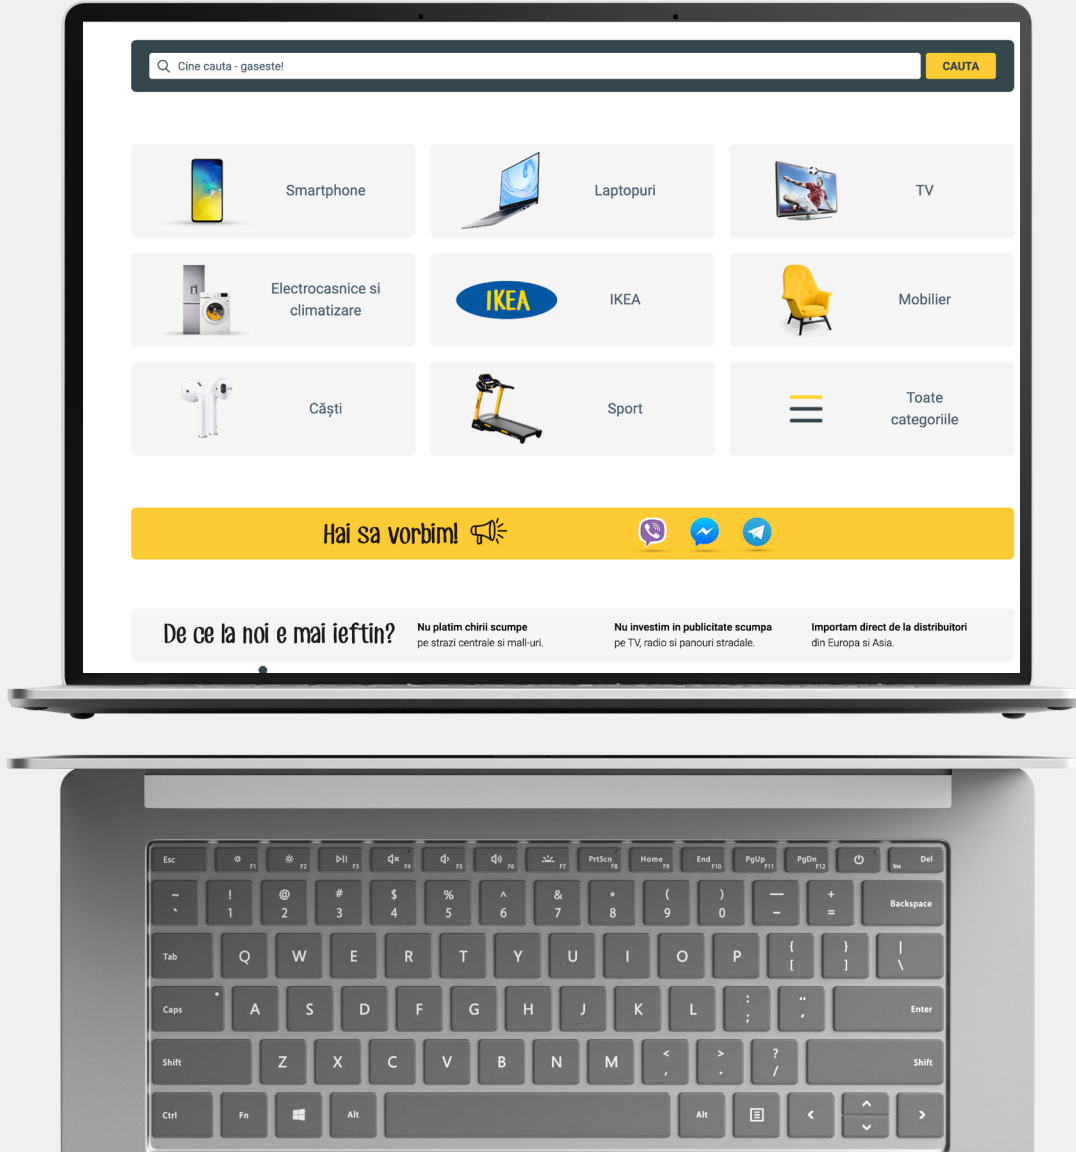 Cine cauta - gaseste!
CAUTA
Smartphone
Laptopuri
TV
Electrocasnice si
climatizare
IKEA
IKEA
Mobilier
Căști
Sport
Toate
categoriile
Hai sa vorbim!
De ce la noi e mai ieftin?
Nu platim chirii scumpe
pe strazi centrale si mall-uri.
Nu investim in publicitate scumpa
pe TV, radio si panouri stradale.
Importam direct de la distribuitori
din Europa si Asia.
Esc F1 F2 F3 F4 F5 F6 F7 PrtScn F8 Home F9 End F10 PgUp F11 PgDn F12 Ins Del
~ ` ! 1 @ 2 # 3 $ 4 % 5 ^ 6 & 7 * 8 ( 9 ) 0 — - + = Backspace
Tab Q W E R T Y U I O P { [ } ] | \
Caps A S D F G H J K L : ; “ ‘ Enter
Shift Z X C V B N M < , > . ? / Shift
Ctrl Fn Alt Alt